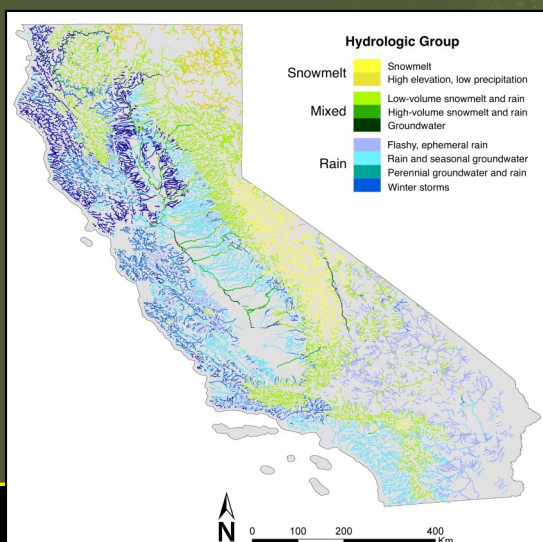 Hydrologic Group
Snowmelt
Snowmelt
High elevation, low precipitation
Mixed
Low-volume snowmelt and rain
High-volume snowmelt and rain
Groundwater
Rain
Flashy, ephemeral rain
Rain and seasonal groundwater
Perennial groundwater and rain
Winter storms
N
0 100 200 400
Km